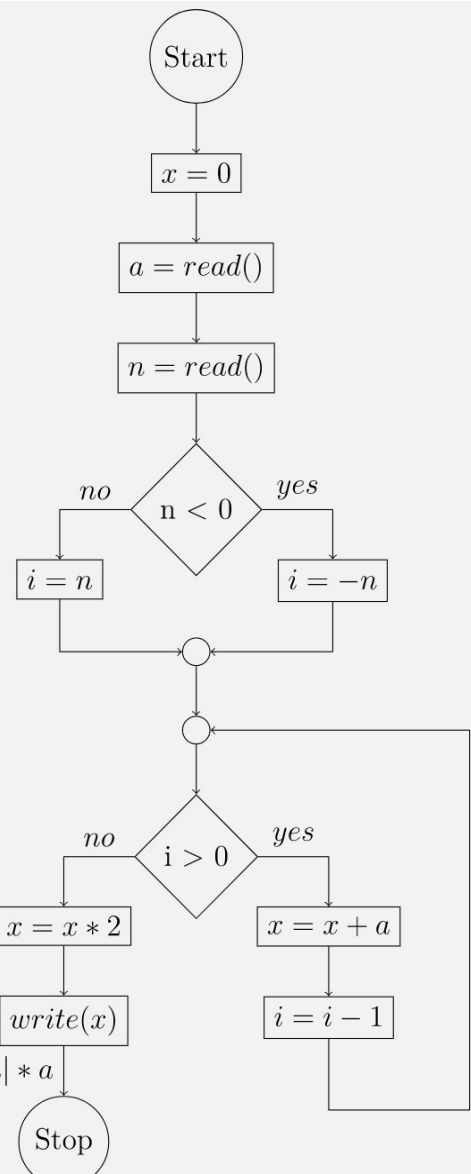 Start
x = 0
a = read()
n = read()
no
yes
n < 0
i = n
i = −n
no
yes
i > 0
x = x ∗ 2
x = x + a
write(x)
i = i − 1
| ∗ a
Stop